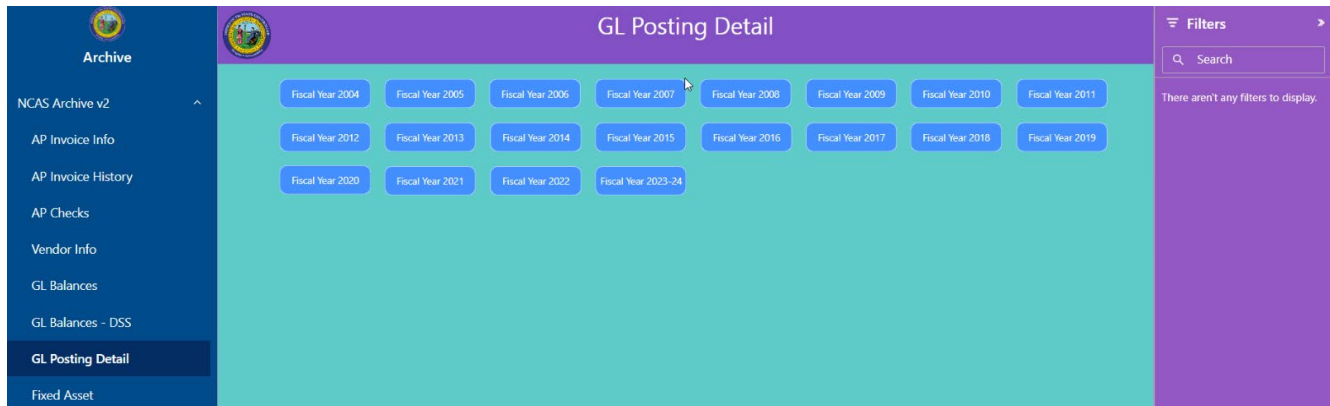 Archive
NCAS Archive v2
AP Invoice Info
AP Invoice History
AP Checks
Vendor Info
GL Balances
GL Balances - DSS
GL Posting Detail
Fixed Asset
GL Posting Detail
Fiscal Year 2004 Fiscal Year 2005 Fiscal Year 2006 Fiscal Year 2007 Fiscal Year 2008 Fiscal Year 2009 Fiscal Year 2010 Fiscal Year 2011
Fiscal Year 2012 Fiscal Year 2013 Fiscal Year 2014 Fiscal Year 2015 Fiscal Year 2016 Fiscal Year 2017 Fiscal Year 2018 Fiscal Year 2019
Fiscal Year 2020 Fiscal Year 2021 Fiscal Year 2022 Fiscal Year 2023-24
Filters
Search
There aren't any filters to display.